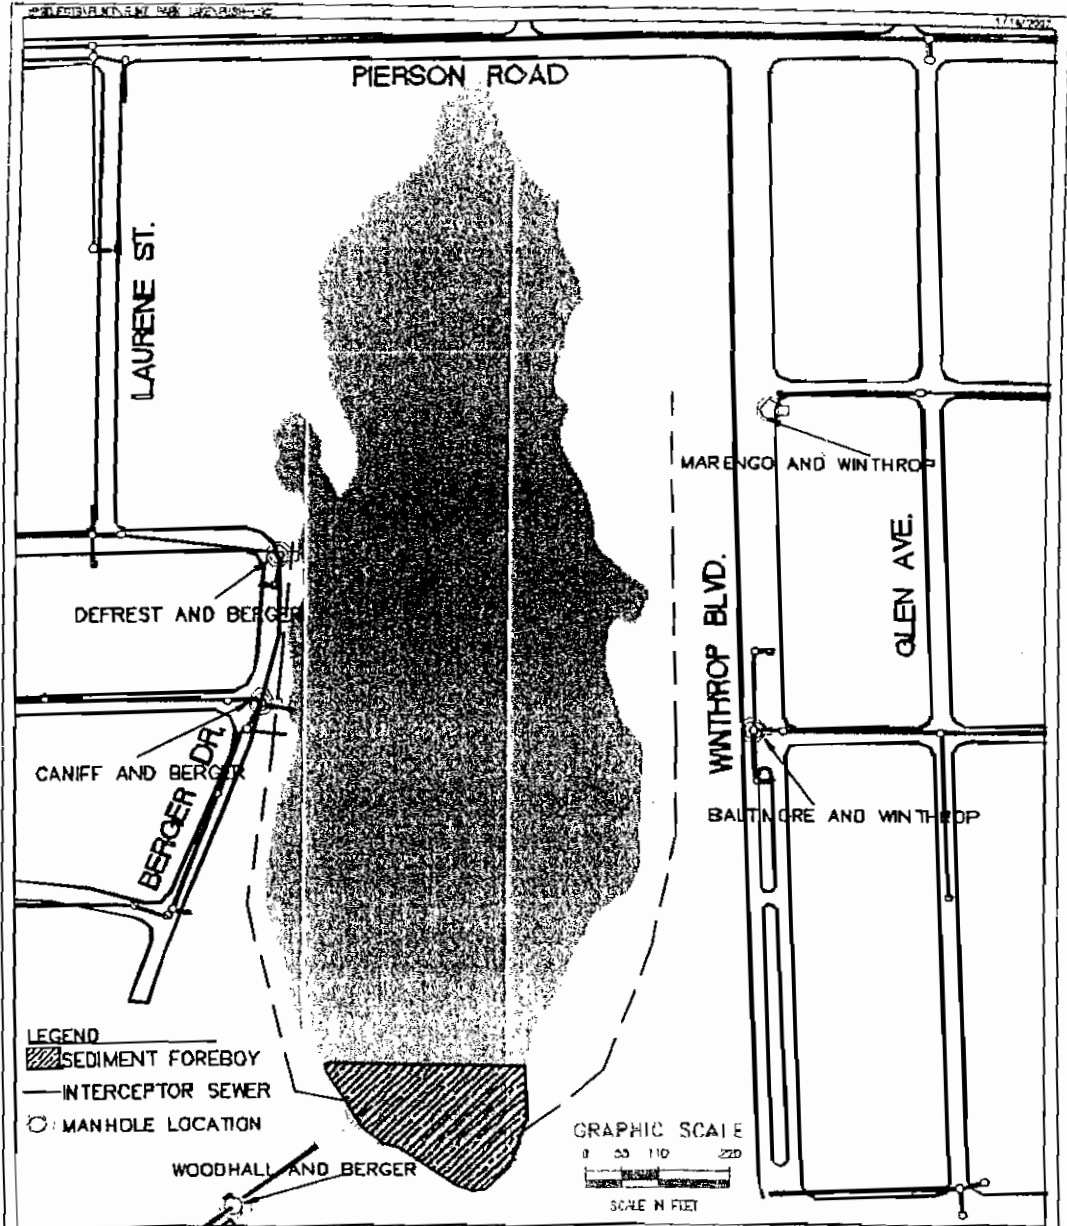 PIERSON ROAD
LAURENE ST.
MARENGO AND WINTHROP
GLEN AVE.
DEFREST AND BERGER
WINTHROP BLVD.
CANIFF AND BERGER
BERGER DR.
BALTIMORE AND WINTHROP
LEGEND
SEDIMENT FOREBOY
INTERCEPTOR SEWER
MANHOLE LOCATION
GRAPHIC SCALE
0 55 110 220
SCALE IN FEET
WOODHALL AND BERGER